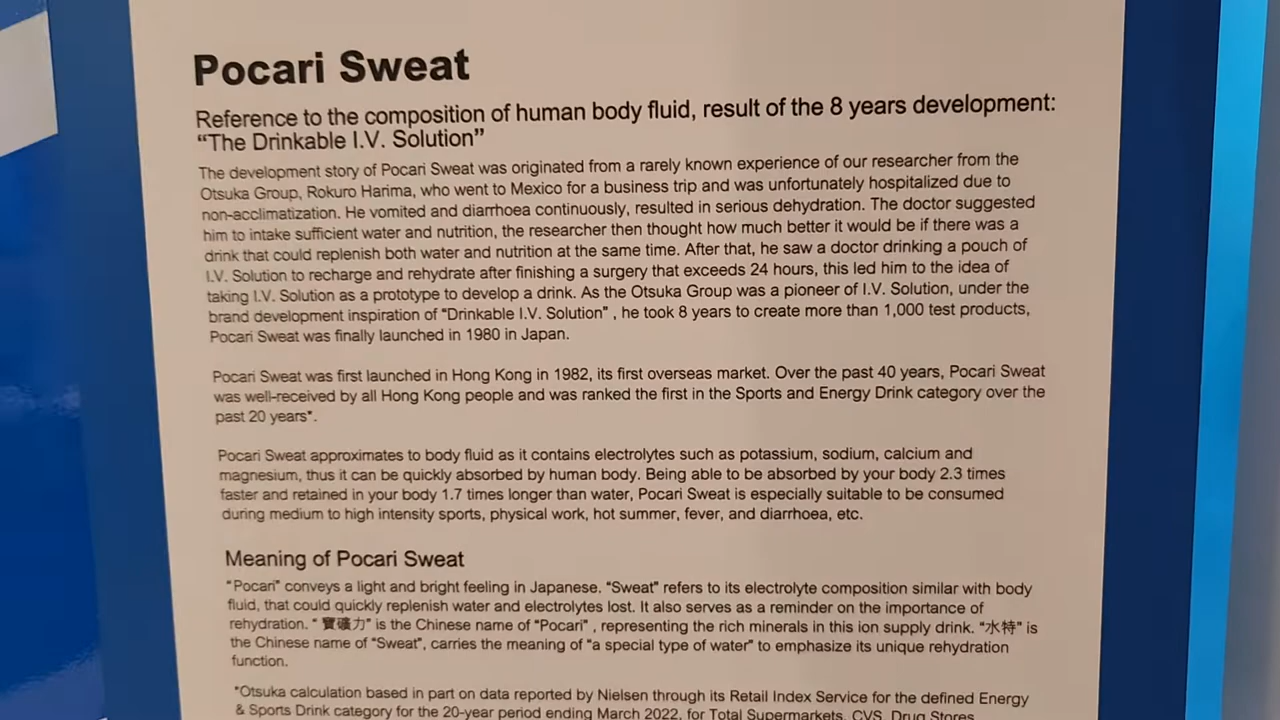 Pocari Sweat
Reference to the composition of human body fluid, result of the 8 years development:
“The Drinkable I.V. Solution”
The development story of Pocari Sweat was originated from a rarely known experience of our researcher from the
Otsuka Group, Rokuro Harima, who went to Mexico for a business trip and was unfortunately hospitalized due to
non-acclimatization. He vomited and diarrhoea continuously, resulted in serious dehydration. The doctor suggested
him to intake sufficient water and nutrition, the researcher then thought how much better it would be if there was a
drink that could replenish both water and nutrition at the same time. After that, he saw a doctor drinking a pouch of
I.V. Solution to recharge and rehydrate after finishing a surgery that exceeds 24 hours, this led him to the idea of
taking I.V. Solution as a prototype to develop a drink. As the Otsuka Group was a pioneer of I.V. Solution, under the
brand development inspiration of “Drinkable I.V. Solution” , he took 8 years to create more than 1,000 test products,
Pocari Sweat was finally launched in 1980 in Japan.
Pocari Sweat was first launched in Hong Kong in 1982, its first overseas market. Over the past 40 years, Pocari Sweat
was well-received by all Hong Kong people and was ranked the first in the Sports and Energy Drink category over the
past 20 years*.
Pocari Sweat approximates to body fluid as it contains electrolytes such as potassium, sodium, calcium and
magnesium, thus it can be quickly absorbed by human body. Being able to be absorbed by your body 2.3 times
faster and retained in your body 1.7 times longer than water, Pocari Sweat is especially suitable to be consumed
during medium to high intensity sports, physical work, hot summer, fever, and diarrhoea, etc.
Meaning of Pocari Sweat
“Pocari” conveys a light and bright feeling in Japanese. “Sweat” refers to its electrolyte composition similar with body
fluid, that could quickly replenish water and electrolytes lost. It also serves as a reminder on the importance of
rehydration. “ 寶礦力” is the Chinese name of “Pocari” , representing the rich minerals in this ion supply drink. “水特” is
the Chinese name of “Sweat”, carries the meaning of “a special type of water” to emphasize its unique rehydration
function.
*Otsuka calculation based in part on data reported by Nielsen through its Retail Index Service for the defined Energy
& Sports Drink category for the 20-year period ending March 2022, for Total Supermarkets, CVS, Drug Stores